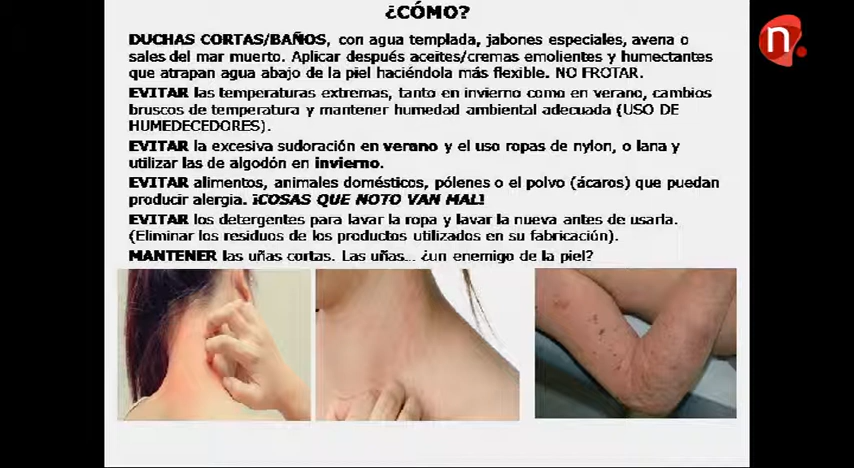 ¿CÓMO?
DUCHAS CORTAS/BAÑOS, con agua templada, jabones especiales, avena o
sales del mar muerto. Aplicar después aceites/cremas emolientes y humectantes
que atrapan agua abajo de la piel haciéndola más flexible. NO FROTAR.
EVITAR las temperaturas extremas, tanto en invierno como en verano, cambios
bruscos de temperatura y mantener humedad ambiental adecuada (USO DE
HUMEDECEDORES).
EVITAR la excesiva sudoración en verano y el uso ropas de nylon, o lana y
utilizar las de algodón en invierno.
EVITAR alimentos, animales domésticos, pólenes o el polvo (ácaros) que puedan
producir alergia. ¡COSAS QUE NOTO VAN MAL!
EVITAR los detergentes para lavar la ropa y lavar la nueva antes de usarla.
(Eliminar los residuos de los productos utilizados en su fabricación).
MANTENER las uñas cortas. Las uñas... ¿un enemigo de la piel?
n